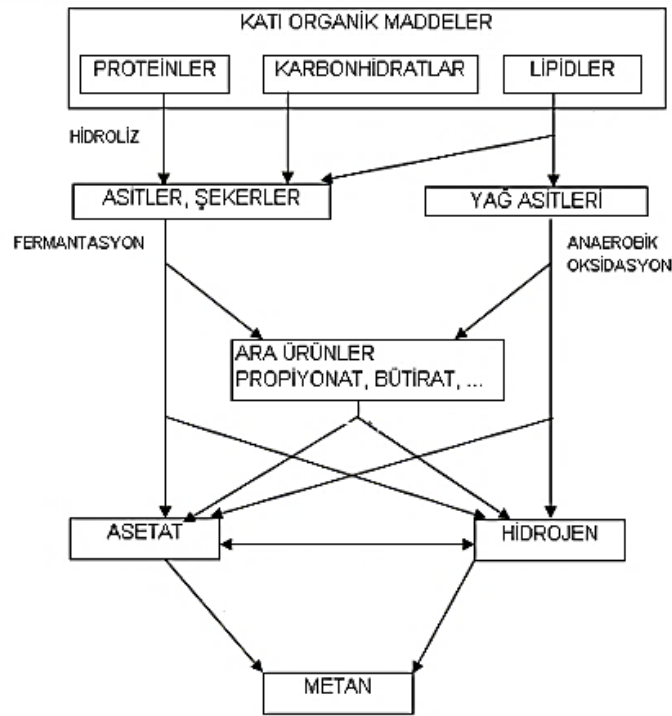 KATI ORGANİK MADDELER
PROTEİNLER
KARBONHİDRATLAR
LİPİDLER
HİDROLİZ
ASİTLER, ŞEKERLER
YAĞ ASİTLERİ
FERMANTASYON
ANAEROBİK
OKSİDASYON
ARA ÜRÜNLER
PROPİYONAT, BÜTİRAT, ...
ASETAT
HİDROJEN
METAN